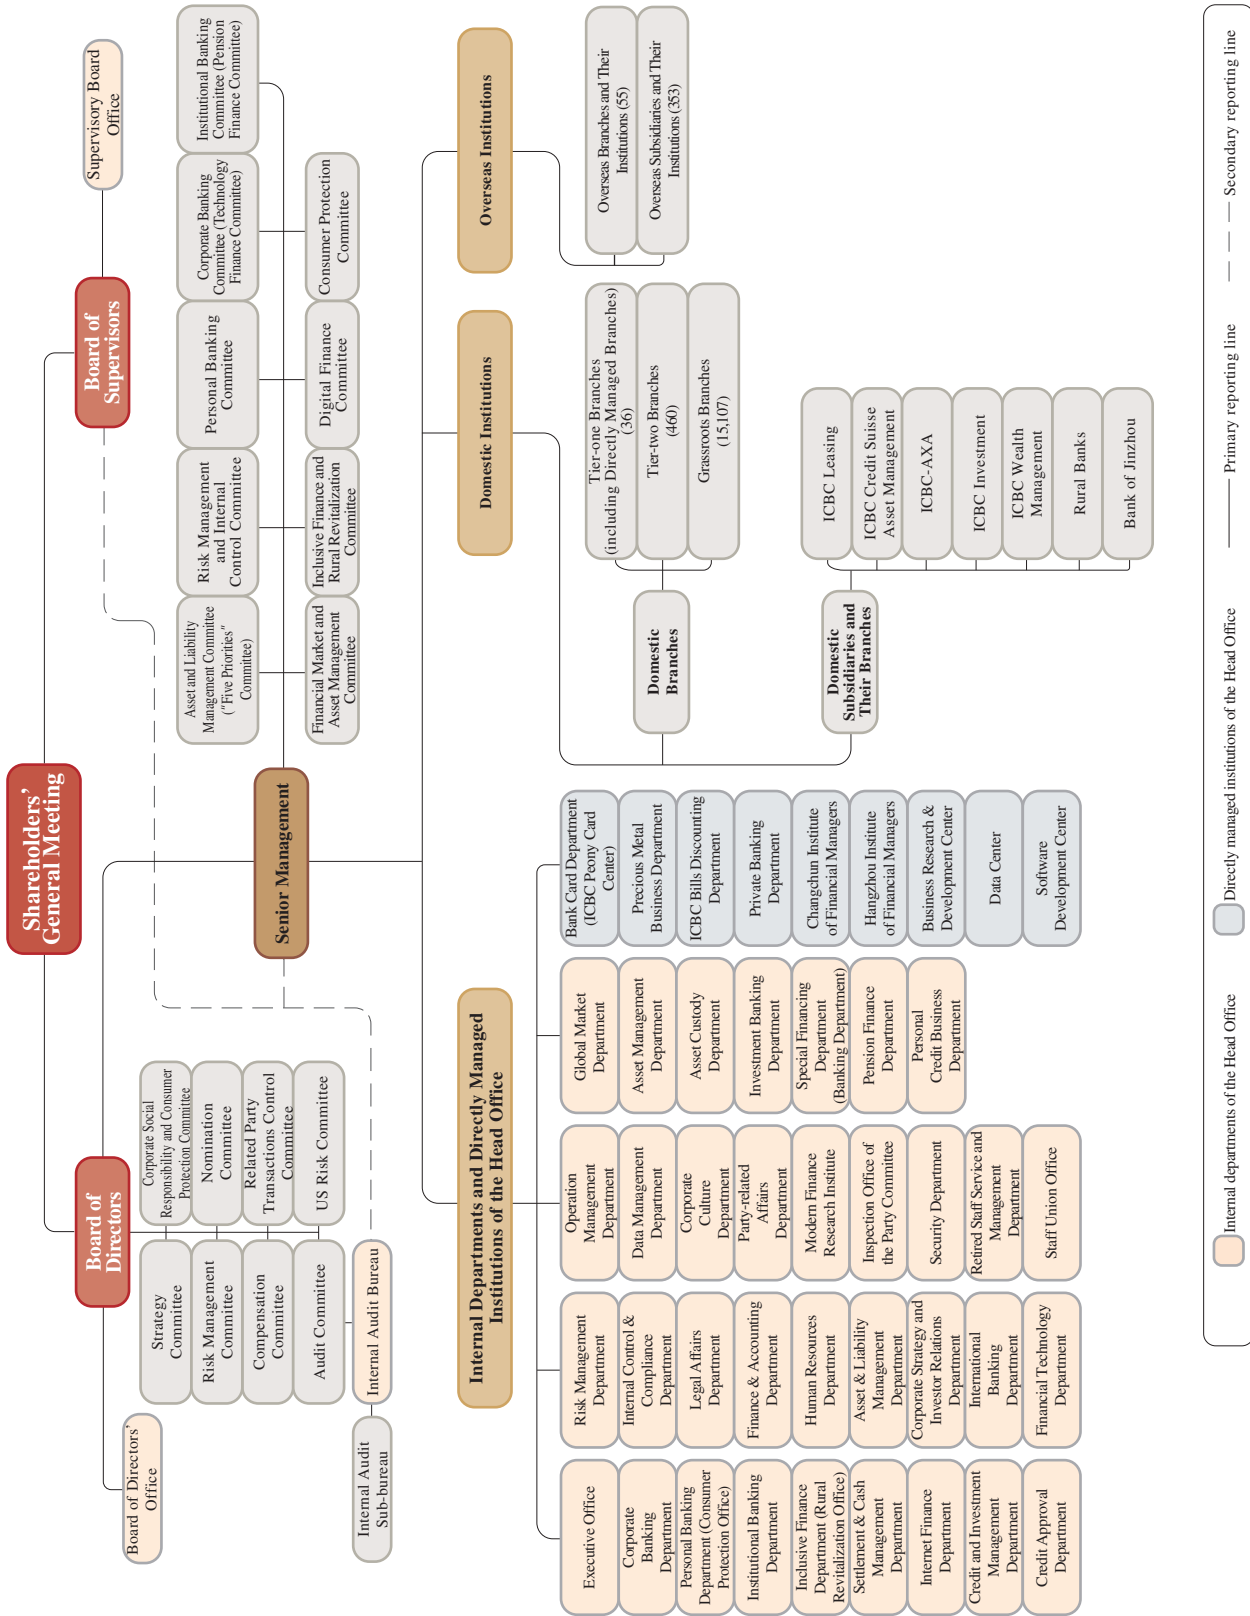 Shareholders’
General Meeting
Board of
Directors
Board of
Supervisors
Board of Directors’
Office
Supervisory Board
Office
Strategy
Committee
Corporate Social
Responsibility and Consumer
Protection Committee
Risk Management
Committee
Nomination
Committee
Compensation
Committee
Related Party
Transactions Control
Committee
Audit Committee
US Risk Committee
Internal Audit
Sub-bureau
Internal Audit Bureau
Senior Management
Asset and Liability
Management Committee
(“Five Priorities”
Committee)
Risk Management
and Internal
Control Committee
Personal Banking
Committee
Corporate Banking
Committee (Technology
Finance Committee)
Institutional Banking
Committee (Pension
Finance Committee)
Financial Market and
Asset Management
Committee
Inclusive Finance and
Rural Revitalization
Committee
Digital Finance
Committee
Consumer Protection
Committee
Internal Departments and Directly Managed
Institutions of the Head Office
Domestic Institutions
Overseas Institutions
Executive Office
Corporate
Banking
Department
Personal Banking
Department (Consumer
Protection Office)
Institutional Banking
Department
Inclusive Finance
Department (Rural
Revitalization Office)
Settlement & Cash
Management
Department
Internet Finance
Department
Credit and Investment
Management
Department
Credit Approval
Department
Risk Management
Department
Internal Control &
Compliance
Department
Legal Affairs
Department
Finance & Accounting
Department
Human Resources
Department
Asset & Liability
Management
Department
Corporate Strategy and
Investor Relations
Department
International
Banking
Department
Financial Technology
Department
Operation
Management
Department
Data Management
Department
Corporate
Culture
Department
Party-related
Affairs
Department
Modern Finance
Research Institute
Inspection Office of
the Party Committee
Security Department
Retired Staff Service and
Management
Department
Staff Union Office
Global Market
Department
Asset Management
Department
Asset Custody
Department
Investment Banking
Department
Special Financing
Department
(Banking Department)
Pension Finance
Department
Personal
Credit Business
Department
Bank Card Department
(ICBC Peony Card
Center)
Precious Metal
Business Department
ICBC Bills Discounting
Department
Private Banking
Department
Changchun Institute
of Financial Managers
Hangzhou Institute
of Financial Managers
Business Research &
Development Center
Data Center
Software
Development Center
Domestic
Branches
Tier-one Branches
(including Directly Managed Branches)
(36)
Tier-two Branches
(460)
Grassroots Branches
(15,107)
Domestic
Subsidiaries and
Their Branches
ICBC Leasing
ICBC Credit Suisse
Asset Management
ICBC-AXA
ICBC Investment
ICBC Wealth
Management
Rural Banks
Bank of Jinzhou
Overseas Branches and Their
Institutions (55)
Overseas Subsidiaries and Their
Institutions (353)
Internal departments of the Head Office
Directly managed institutions of the Head Office
Primary reporting line
Secondary reporting line